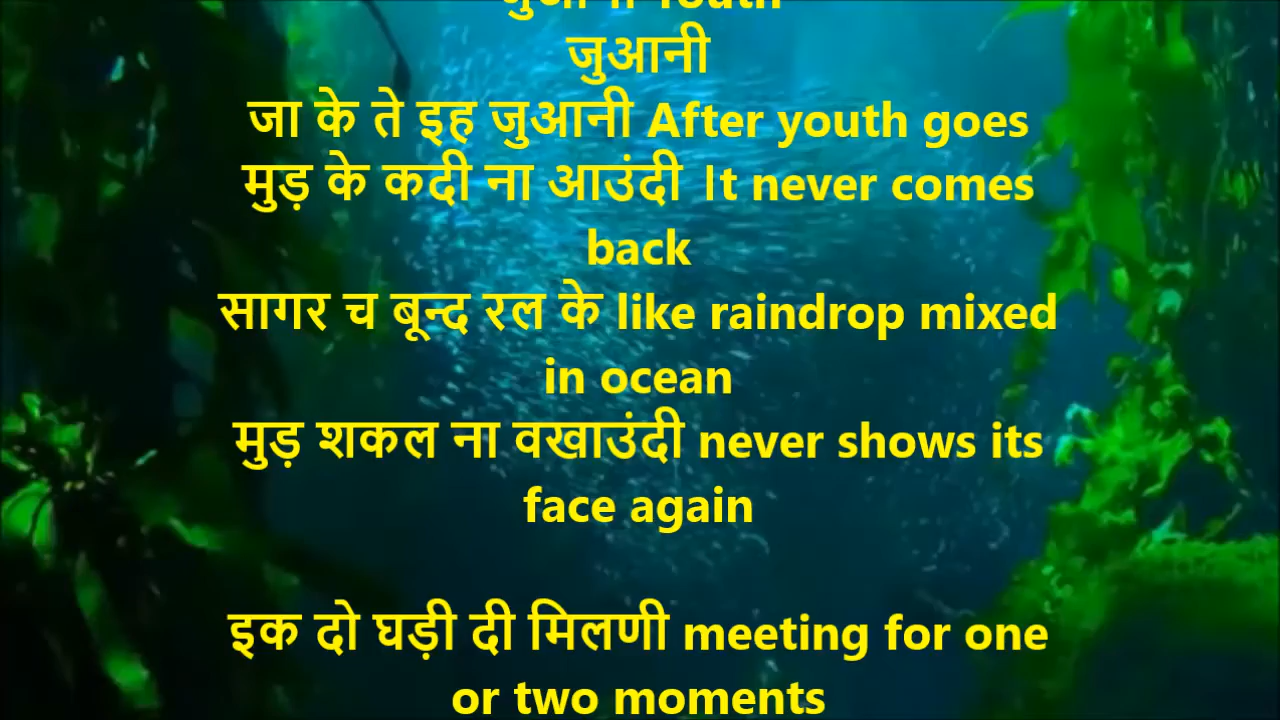 जुआनी Youth
जुआनी
जा के ते इह जुआनी After youth goes
मुड़ के कदी ना आउंदी ।t never comes
back
सागर च बून्द रल के like raindrop mixed
in ocean
मुड़ शकल ना वखाउंदी never shows its
face again
इक दो घड़ी दी मिलणी meeting for one
or two moments